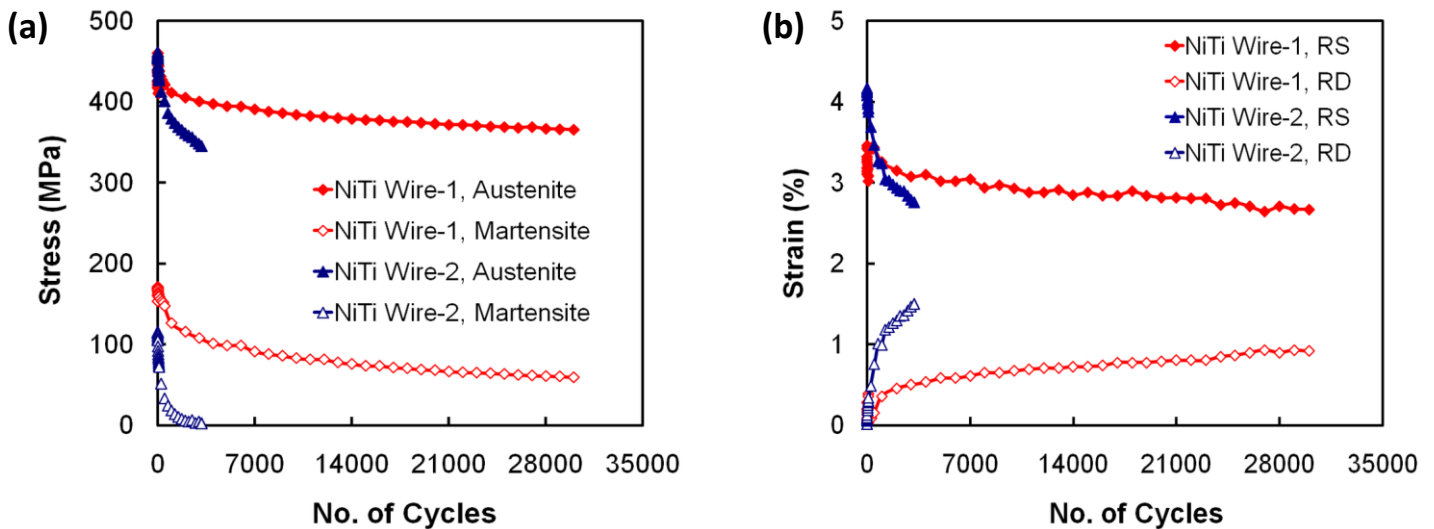 (a)
Stress (MPa)
500
400
300
200
100
0
NiTi Wire-1, Austenite
NiTi Wire-1, Martensite
NiTi Wire-2, Austenite
NiTi Wire-2, Martensite
0 7000 14000 21000 28000 35000
No. of Cycles
(b)
Strain (%)
5
4
3
2
1
0
NiTi Wire-1, RS
NiTi Wire-1, RD
NiTi Wire-2, RS
NiTi Wire-2, RD
0 7000 14000 21000 28000 35000
No. of Cycles